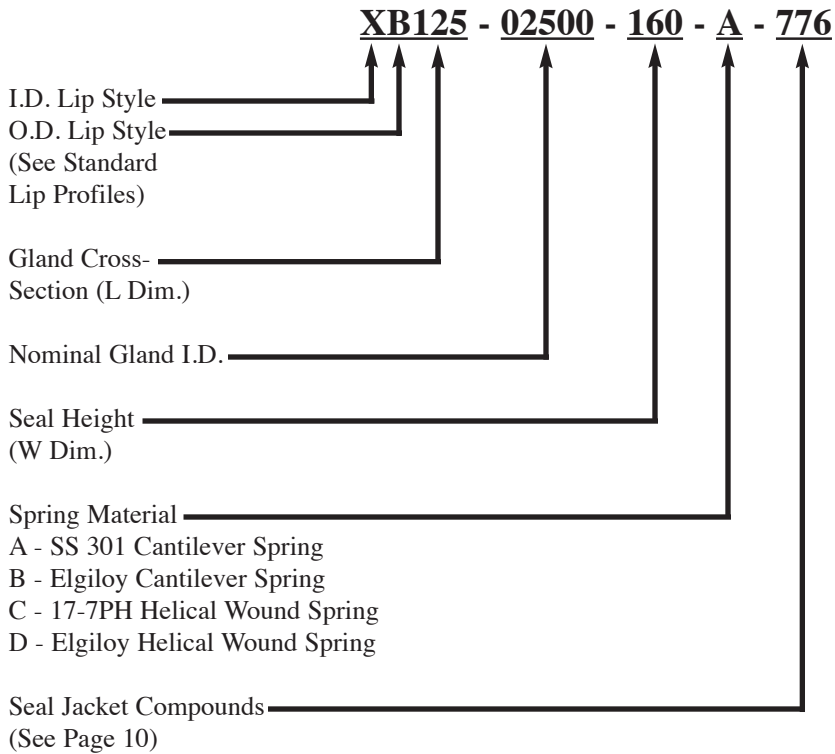 XB125 - 02500 - 160 - A - 776
I.D. Lip Style
O.D. Lip Style
(See Standard
Lip Profiles)
Gland Cross-
Section (L Dim.)
Nominal Gland I.D.
Seal Height
(W Dim.)
Spring Material
A - SS 301 Cantilever Spring
B - Elgiloy Cantilever Spring
C - 17-7PH Helical Wound Spring
D - Elgiloy Helical Wound Spring
Seal Jacket Compounds
(See Page 10)